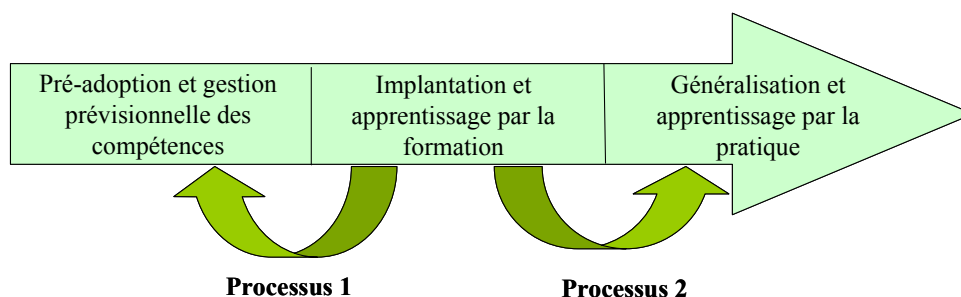 Pré-adoption et gestion
prévisionnelle des
compétences
Implantation et
apprentissage par la
formation
Généralisation et
apprentissage par la
pratique
Processus 1
Processus 2